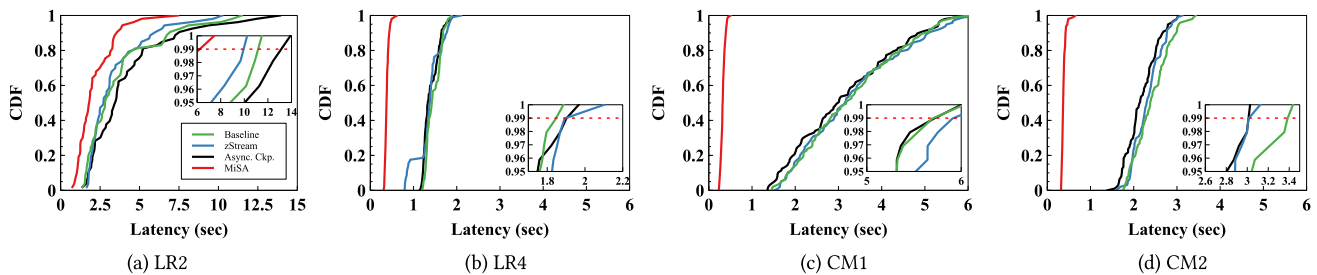 CDF
1
0.8
0.6
0.4
0.2
0
0 2.5 5 7.5 10 12.5 15
Latency (sec)
1
0.99
0.98
0.97
0.96
0.95
6 8 10 12 14
Baseline
zStream
Async. Ckp.
MiSA
(a) LR2
CDF
1
0.8
0.6
0.4
0.2
0
0 1 2 3 4 5 6
Latency (sec)
1
0.99
0.98
0.97
0.96
0.95
1.8 2 2.2
(b) LR4
CDF
1
0.8
0.6
0.4
0.2
0
0 1 2 3 4 5 6
Latency (sec)
1
0.99
0.98
0.97
0.96
0.95
5 6
(c) CM1
CDF
1
0.8
0.6
0.4
0.2
0
0 1 2 3 4 5 6
Latency (sec)
1
0.99
0.98
0.97
0.96
0.95
2.6 2.8 3 3.2 3.4
(d) CM2